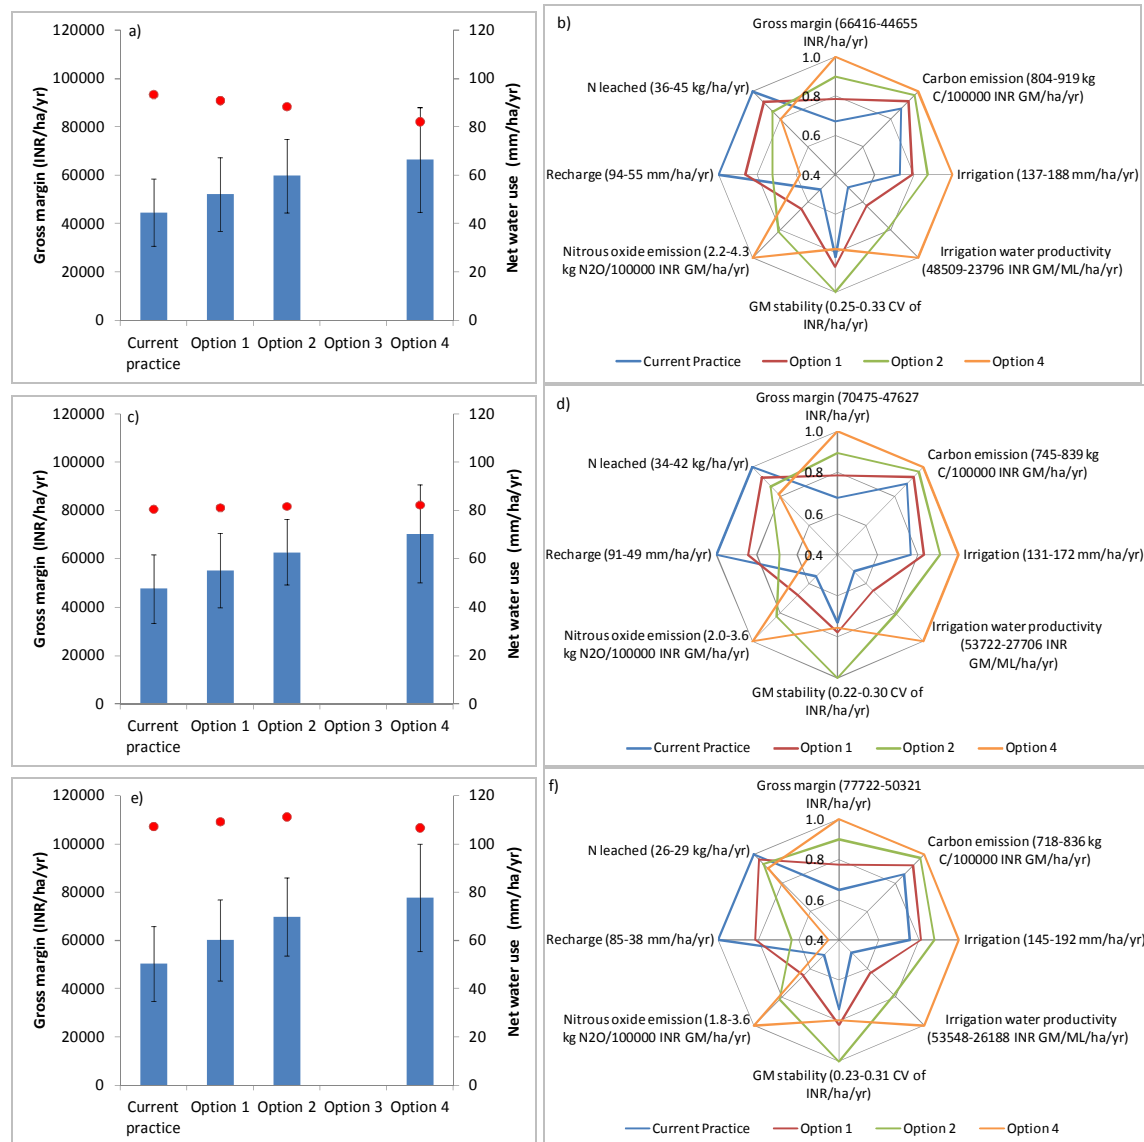 a)
120000
100000
80000
60000
40000
20000
0
Gross margin (INR/ha/yr)
120
100
80
60
40
20
0
Net water use (mm/ha/yr)
Current practice
Option 1
Option 2
Option 3
Option 4
b)
Gross margin (66416-44655
INR/ha/yr)
Carbon emission (804-919 kg
C/100000 INR GM/ha/yr)
Irrigation (137-188 mm/ha/yr)
Irrigation water productivity
(48509-23796 INR GM/ML/ha/yr)
GM stability (0.25-0.33 CV of
INR/ha/yr)
Nitrous oxide emission (2.2-4.3
kg N2O/100000 INR GM/ha/yr)
Recharge (94-55 mm/ha/yr)
N leached (36-45 kg/ha/yr)
1.0
0.8
0.6
0.4
Current Practice
Option 1
Option 2
Option 4
c)
120000
100000
80000
60000
40000
20000
0
Gross margin (INR/ha/yr)
120
100
80
60
40
20
0
Net water use (mm/ha/yr)
Current practice
Option 1
Option 2
Option 3
Option 4
d)
Gross margin (70475-47627
INR/ha/yr)
Carbon emission (745-839 kg
C/100000 INR GM/ha/yr)
Irrigation (131-172 mm/ha/yr)
Irrigation water productivity
(53722-27706 INR
GM/ML/ha/yr)
GM stability (0.22-0.30 CV of
INR/ha/yr)
Nitrous oxide emission (2.0-3.6
kg N2O/100000 INR GM/ha/yr)
Recharge (91-49 mm/ha/yr)
N leached (34-42 kg/ha/yr)
1.0
0.8
0.6
0.4
Current Practice
Option 1
Option 2
Option 4
e)
120000
100000
80000
60000
40000
20000
0
Gross margin (INR/ha/yr)
120
100
80
60
40
20
0
Net water use (mm/ha/yr)
Current practice
Option 1
Option 2
Option 3
Option 4
f)
Gross margin (77722-50321
INR/ha/yr)
Carbon emission (718-836 kg
C/100000 INR GM/ha/yr)
Irrigation (145-192 mm/ha/yr)
Irrigation water productivity
(53548-26188 INR GM/ML/ha/yr)
GM stability (0.23-0.31 CV of
INR/ha/yr)
Nitrous oxide emission (1.8-3.6
kg N2O/100000 INR GM/ha/yr)
Recharge (85-38 mm/ha/yr)
N leached (26-29 kg/ha/yr)
1.0
0.8
0.6
0.4
Current Practice
Option 1
Option 2
Option 4